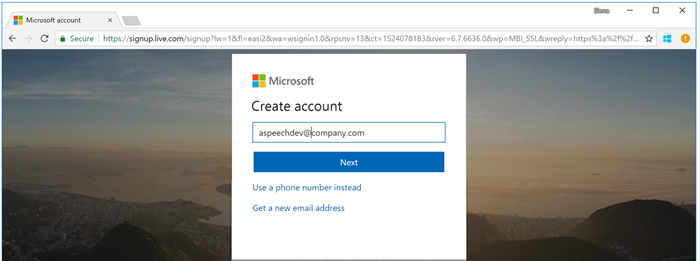 Microsoft account
Secure
https://signup.live.com/signup?lw=1&fl=easi2&wa=wsignin1.0&rpsnv=13&ct=1524078183&rver=6.7.6636.0&wp=MBI_SSL&wreply=https%3a%2f%2f...
Microsoft
Create account
aspeechdev@company.com
Next
Use a phone number instead
Get a new email address